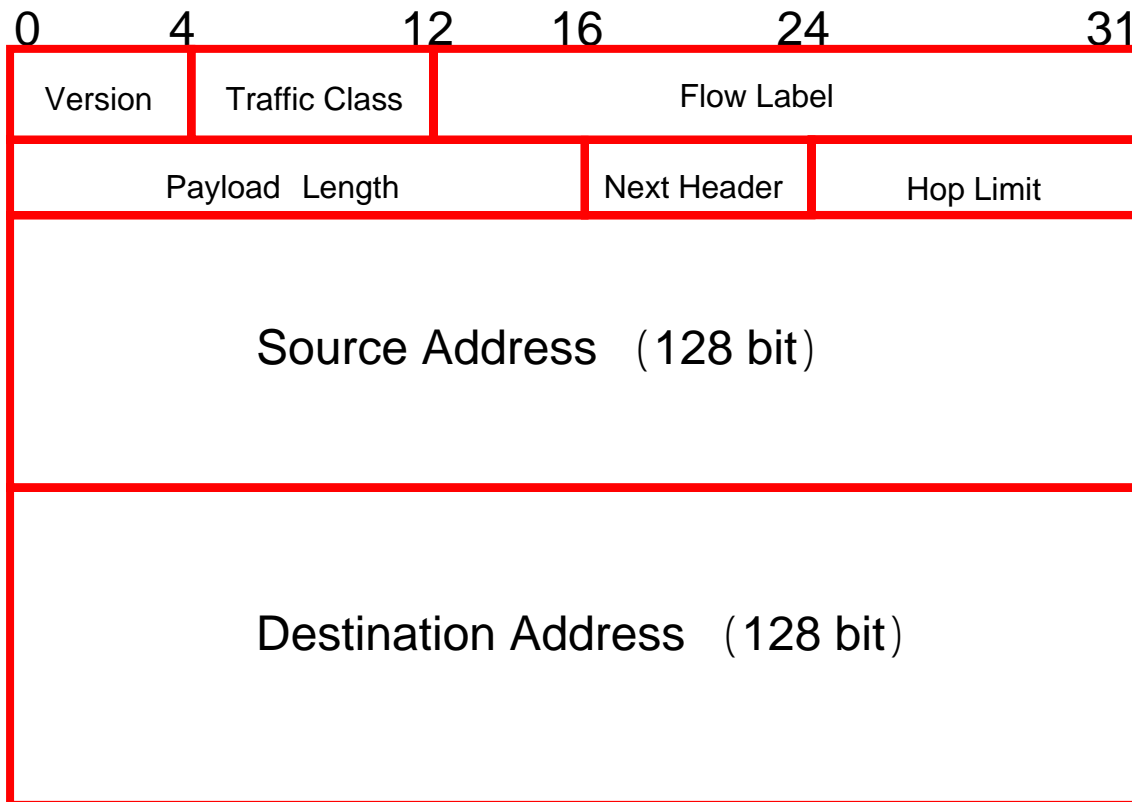 0 4 12 16 24 31
Version Traffic Class Flow Label
Payload Length Next Header Hop Limit
Source Address （128 bit）
Destination Address （128 bit）